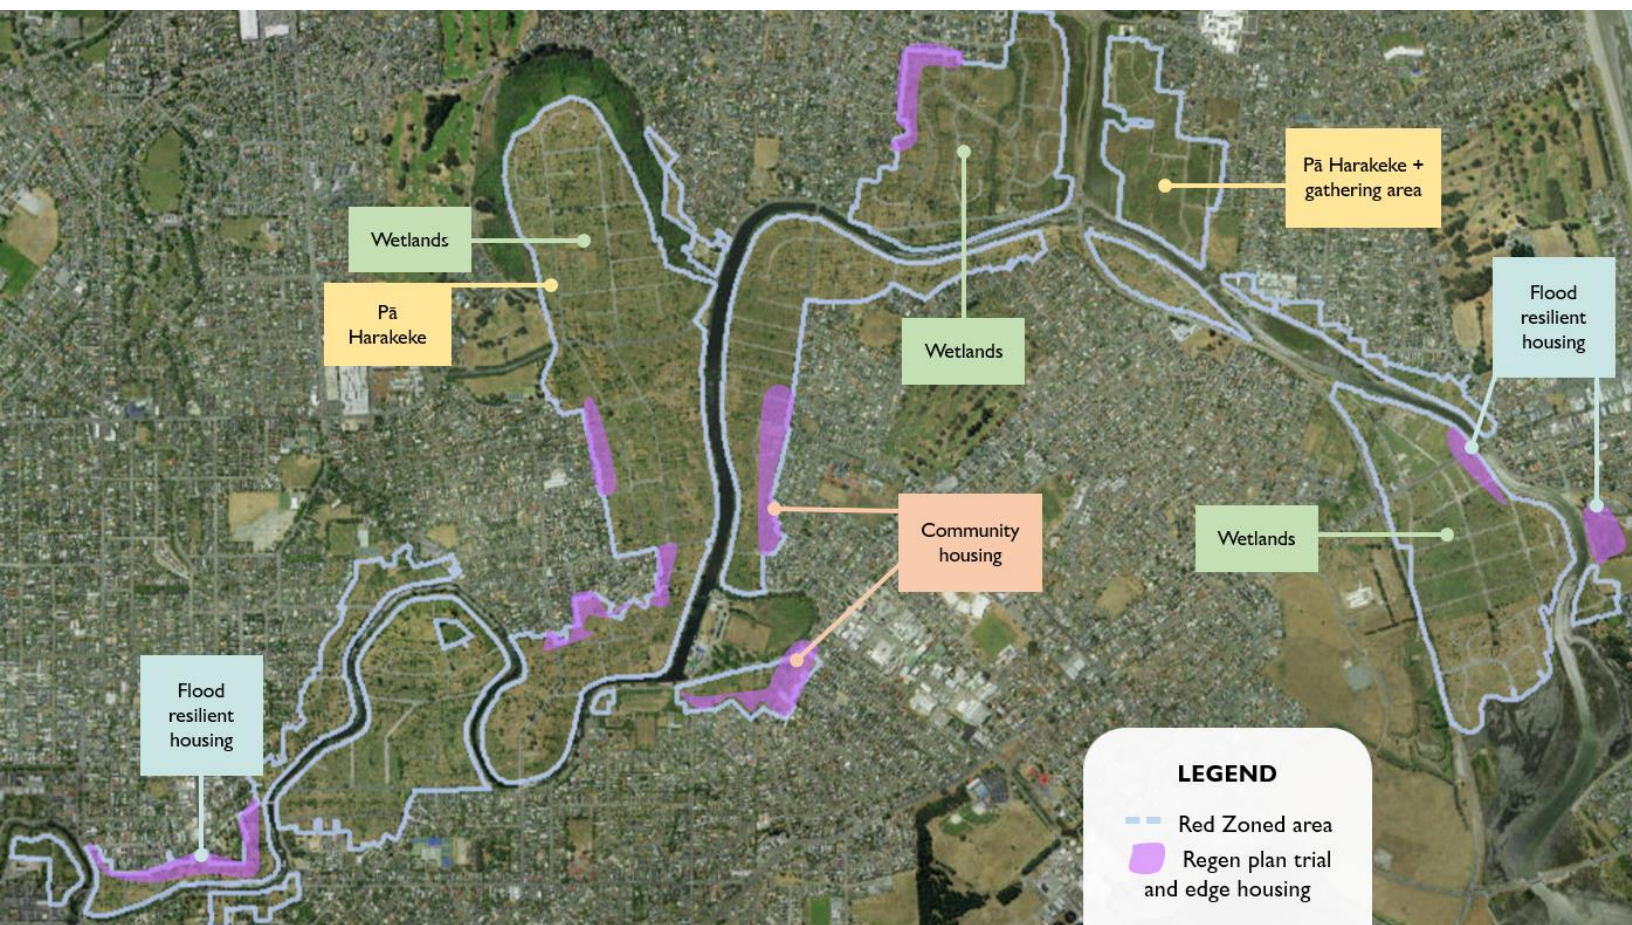 Pā Harakeke +
gathering area
Wetlands
Pā
Harakeke
Flood
resilient
housing
Wetlands
Community
housing
Wetlands
Flood
resilient
housing
LEGEND
Red Zoned area
Regen plan trial
and edge housing